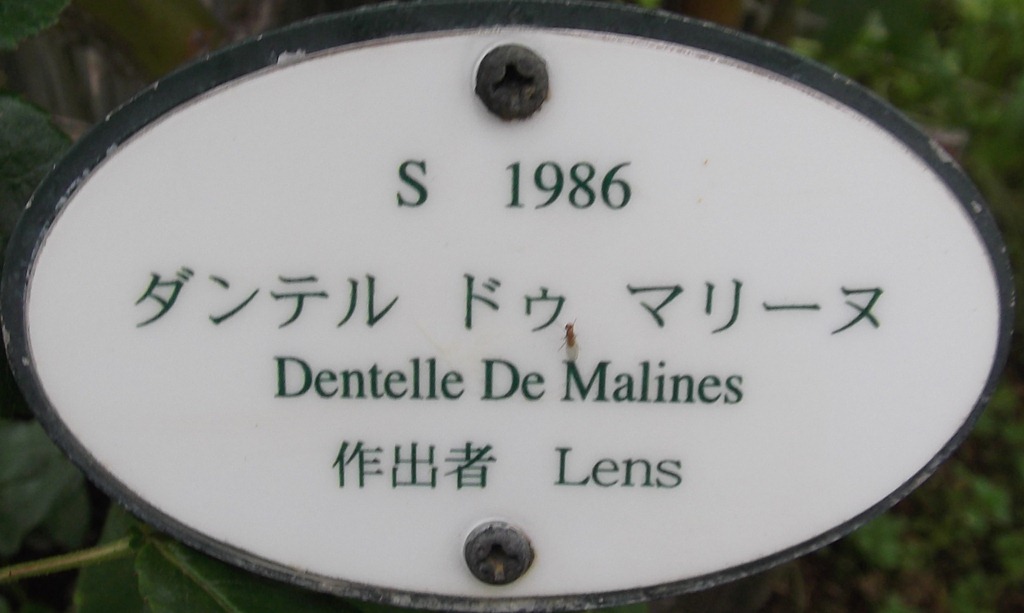 S 1986
ダンテル ドゥ マリーヌ
Dentelle De Malines
作出者 Lens